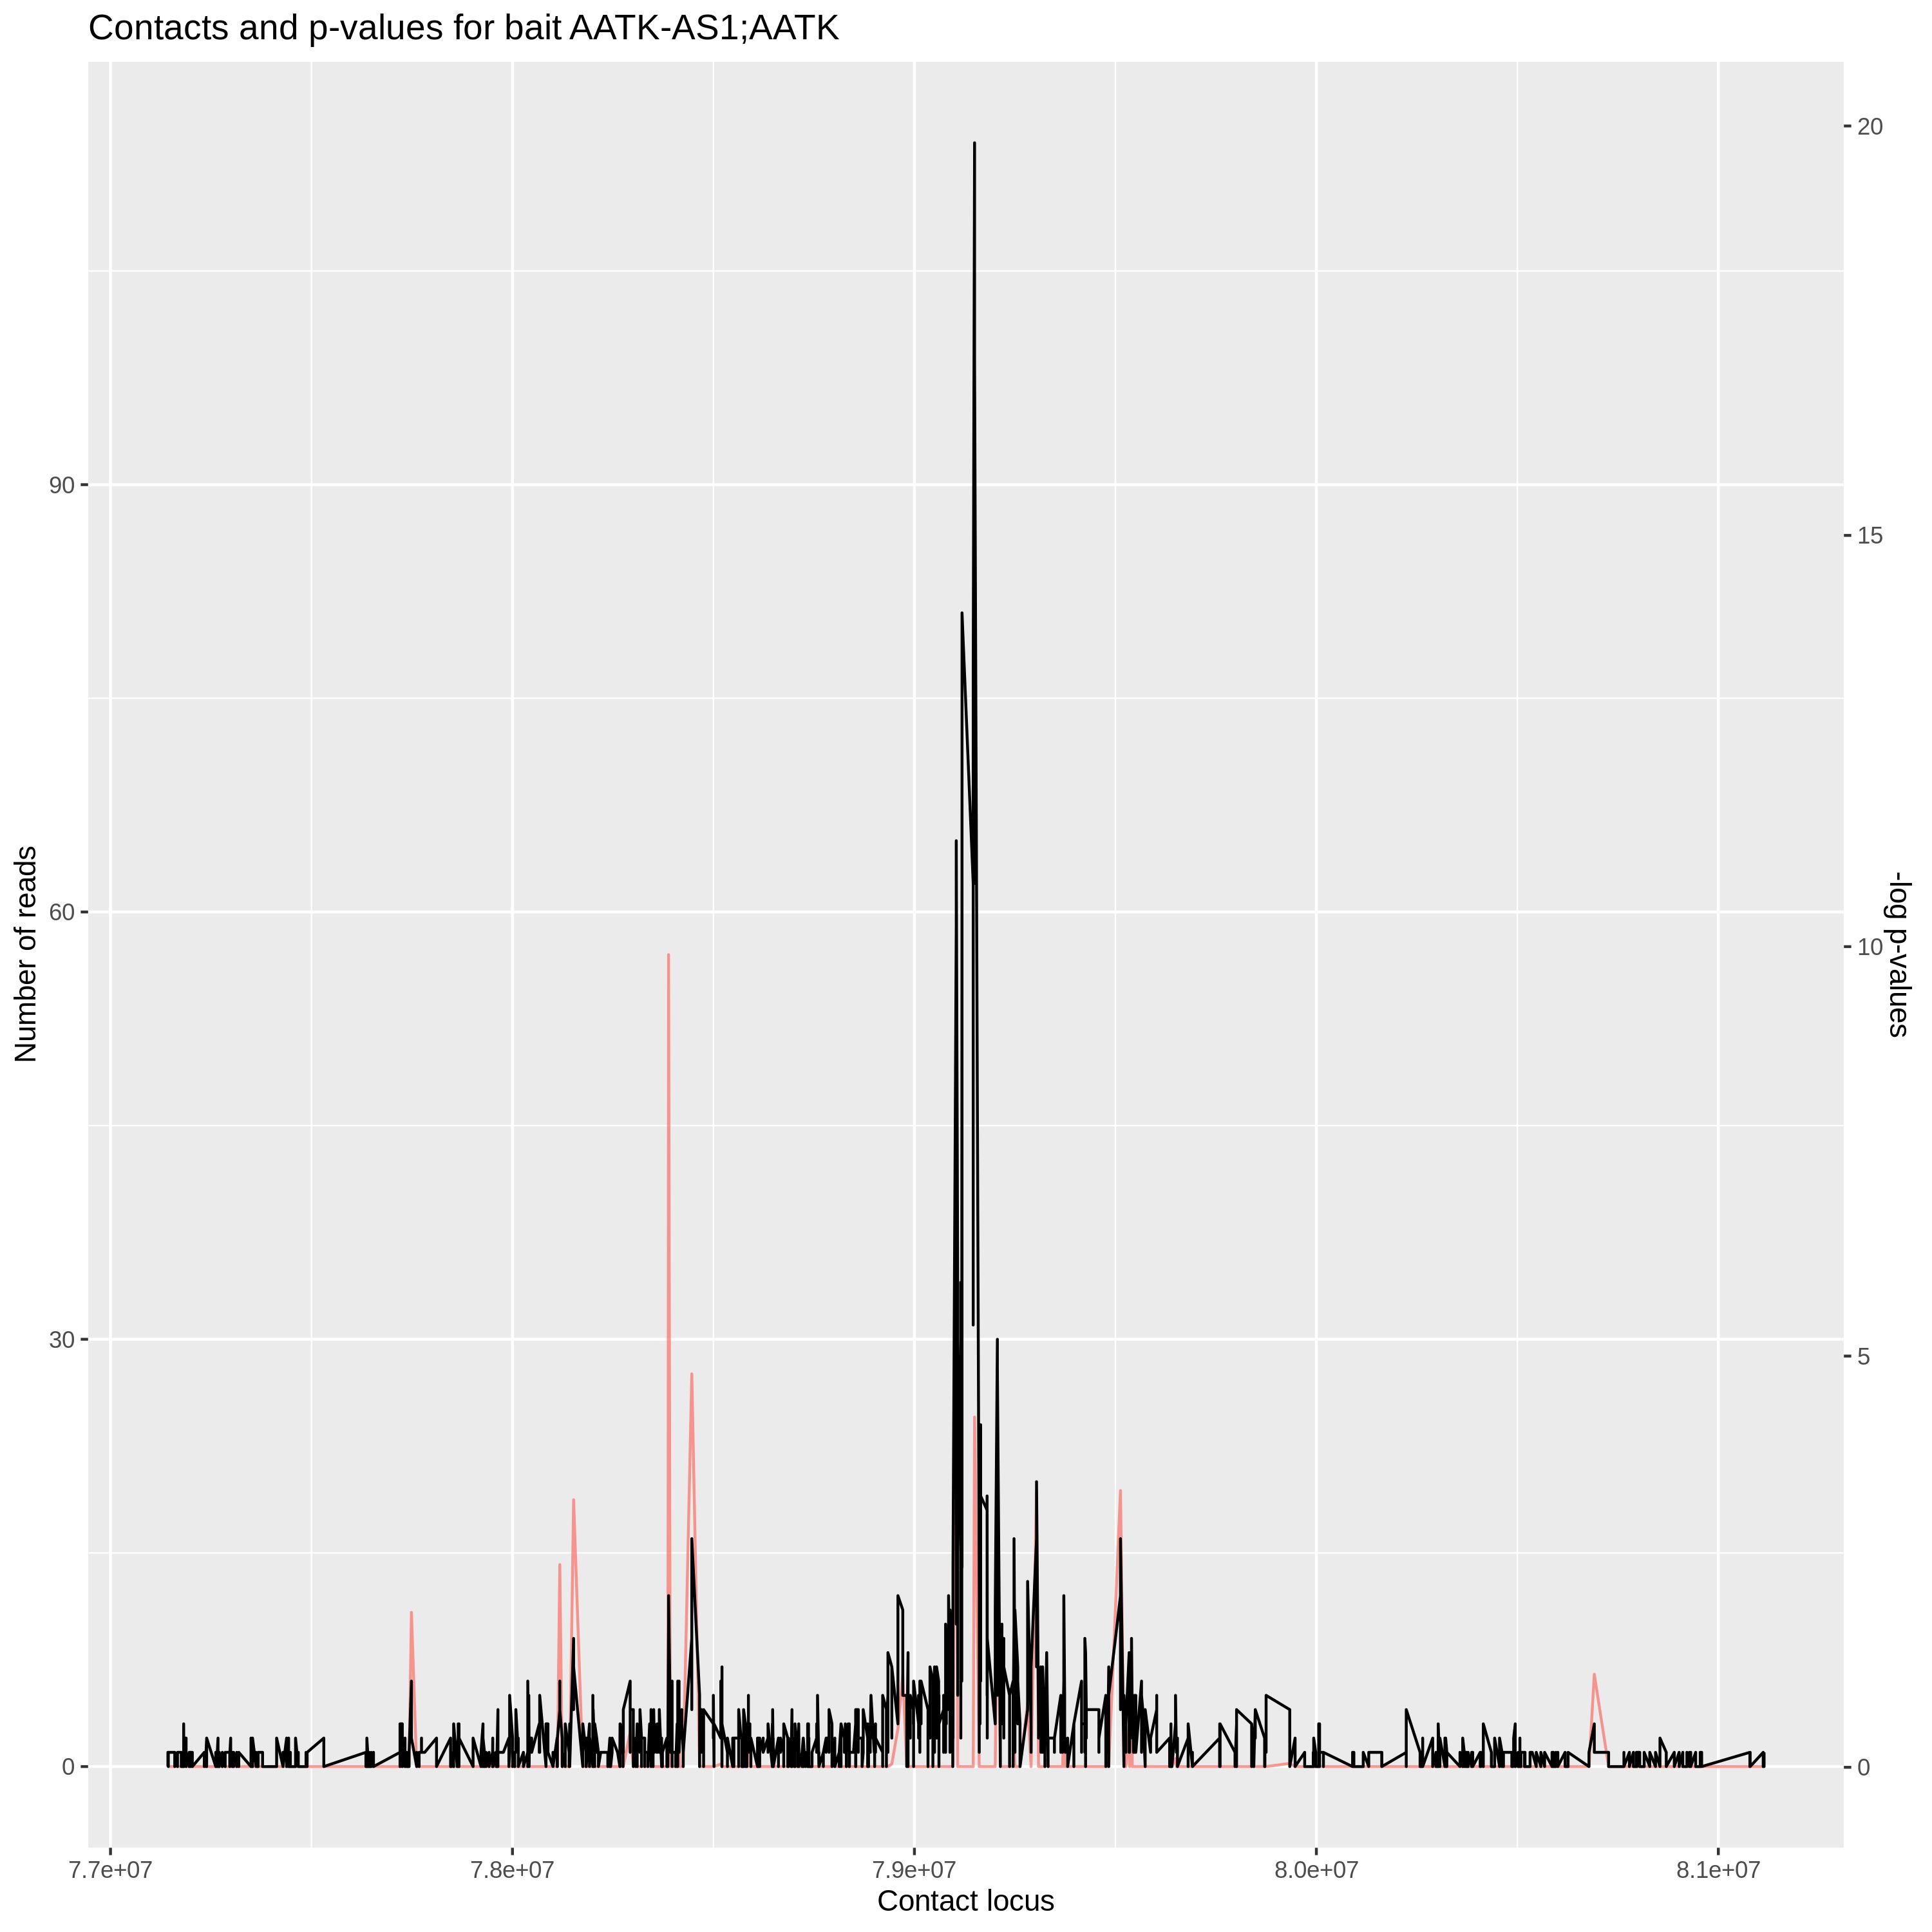 Contacts and p-values for bait AATK-AS1;AATK
20
90
15
Number of reads
60
10
-log p-values
30
5
0
0
7.7e+07
7.8e+07
7.9e+07
8.0e+07
8.1e+07
Contact locus